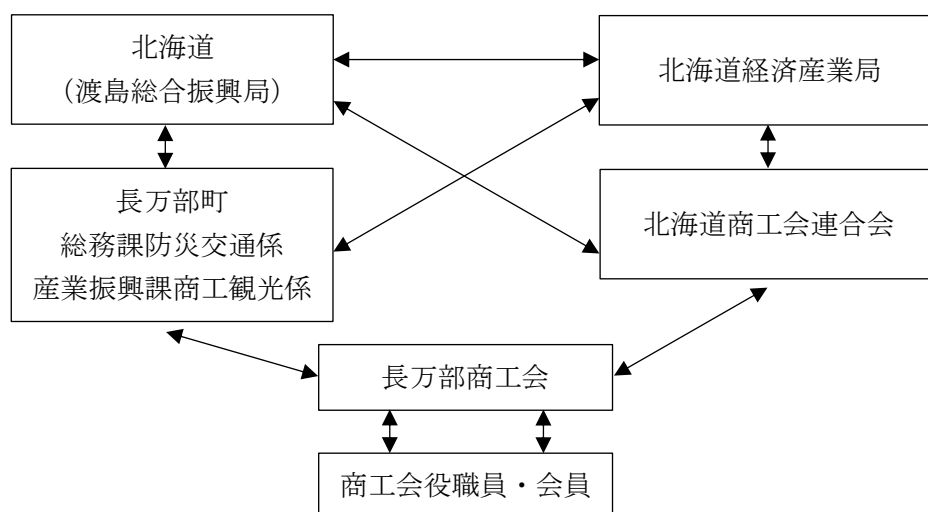 北海道
（渡島総合振興局）
北海道経済産業局
長万部町
総務課防災交通係
産業振興課商工観光係
北海道商工会連合会
長万部商工会
商工会役職員・会員